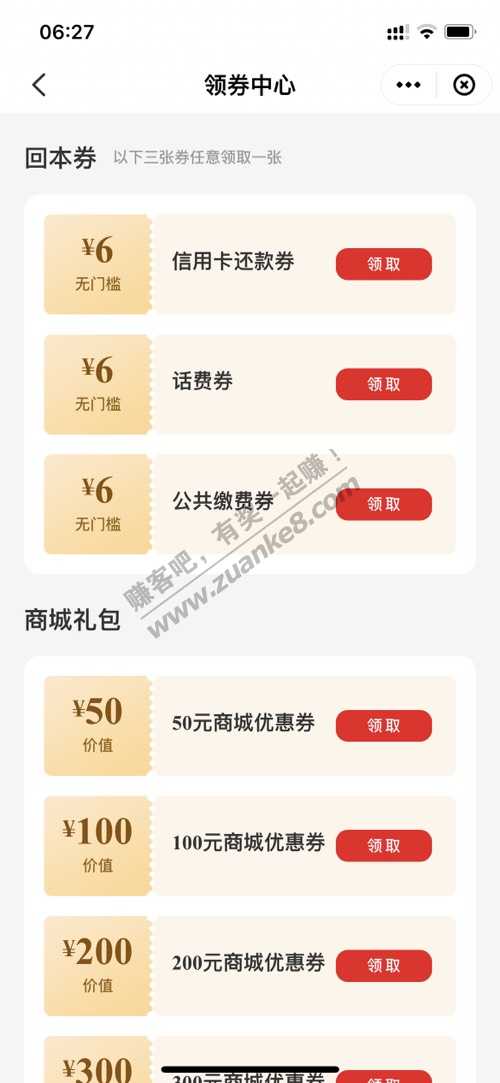 06:27
领券中心
回本券 以下三张券任意领取一张
¥6
无门槛
信用卡还款券
领取
¥6
无门槛
话费券
领取
¥6
无门槛
公共缴费券
领取
赚客吧，有奖一起赚！
www.zuanke8.com
商城礼包
¥50
价值
50元商城优惠券
领取
¥100
价值
100元商城优惠券
领取
¥200
价值
200元商城优惠券
领取
¥300
300元商城优惠券
领取